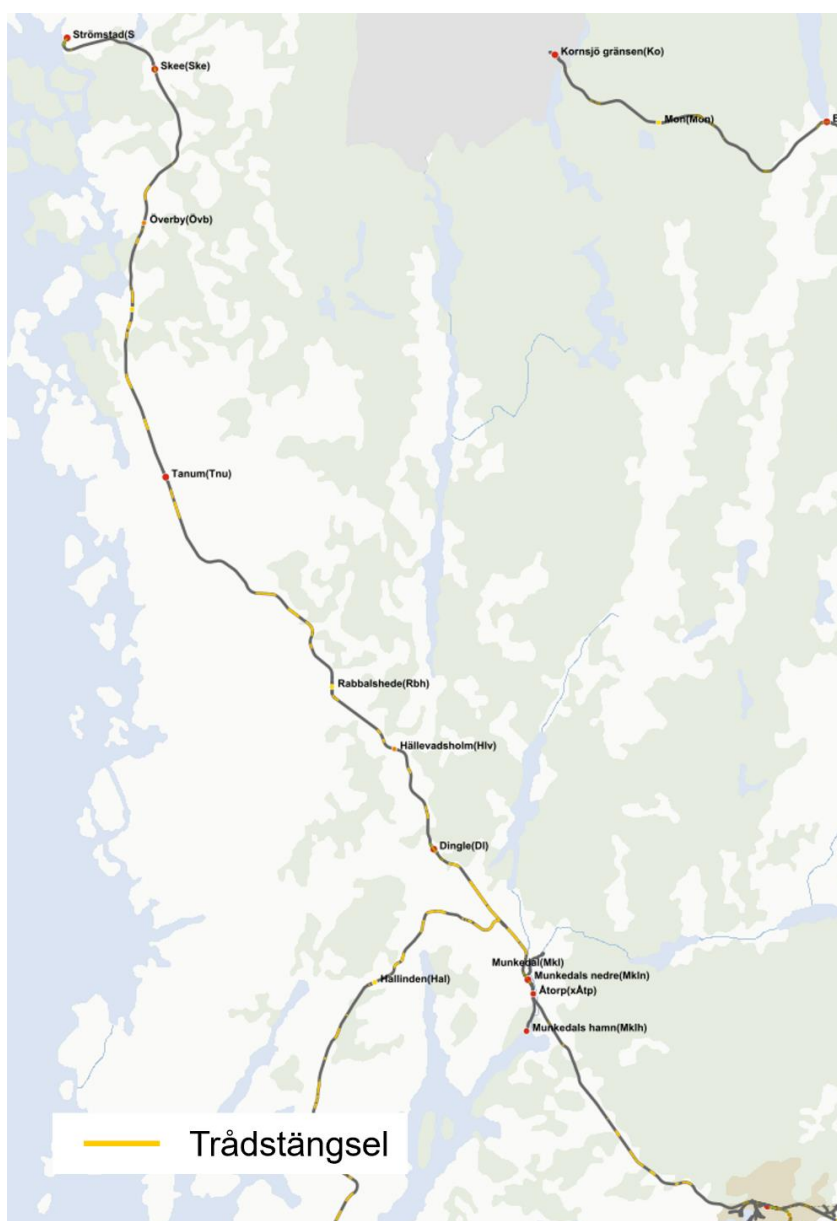 Strömstad(S
Kornsjö gränsen(Ko)
Skee(Ske)
Mon(Mon)
Överby(Övb)
Tanum(Tnu)
Rabbalshede(Rbh)
Hällevadsholm(Hlv)
Dingle(Dl)
Munkedal(Mkl)
Hallinden(Hal)
Munkedals nedre(Mkln)
Åtorp(xÅtp)
Munkedals hamn(Mklh)
Trådstängsel